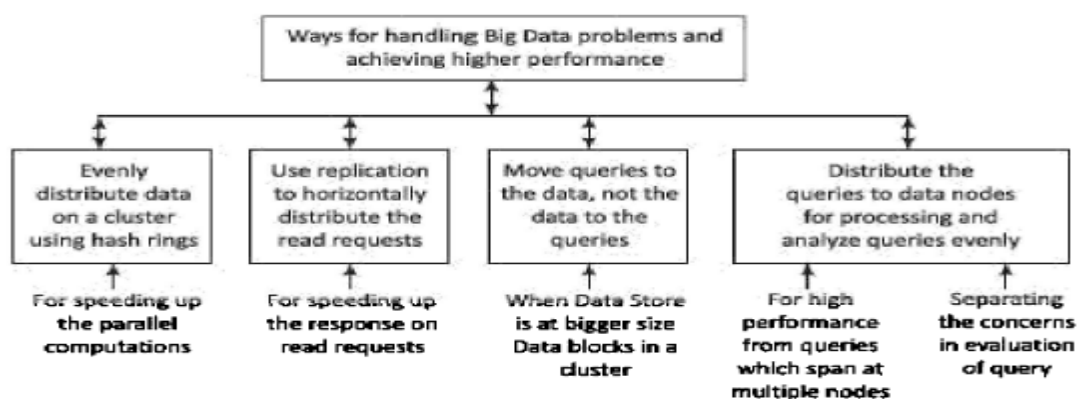 Ways for handling Big Data problems and
achieving higher performance
Evenly
distribute data
on a cluster
using hash rings
Use replication
to horizontally
distribute the
read requests
Move queries to
the data, not the
data to the
queries
Distribute the
queries to data nodes
for processing and
analyze queries evenly
For speeding up
the parallel
computations
For speeding up
the response on
read requests
When Data Store
is at bigger size
Data blocks in a
cluster
For high
performance
from queries
which span at
multiple nodes
Separating
the concerns
in evaluation
of query